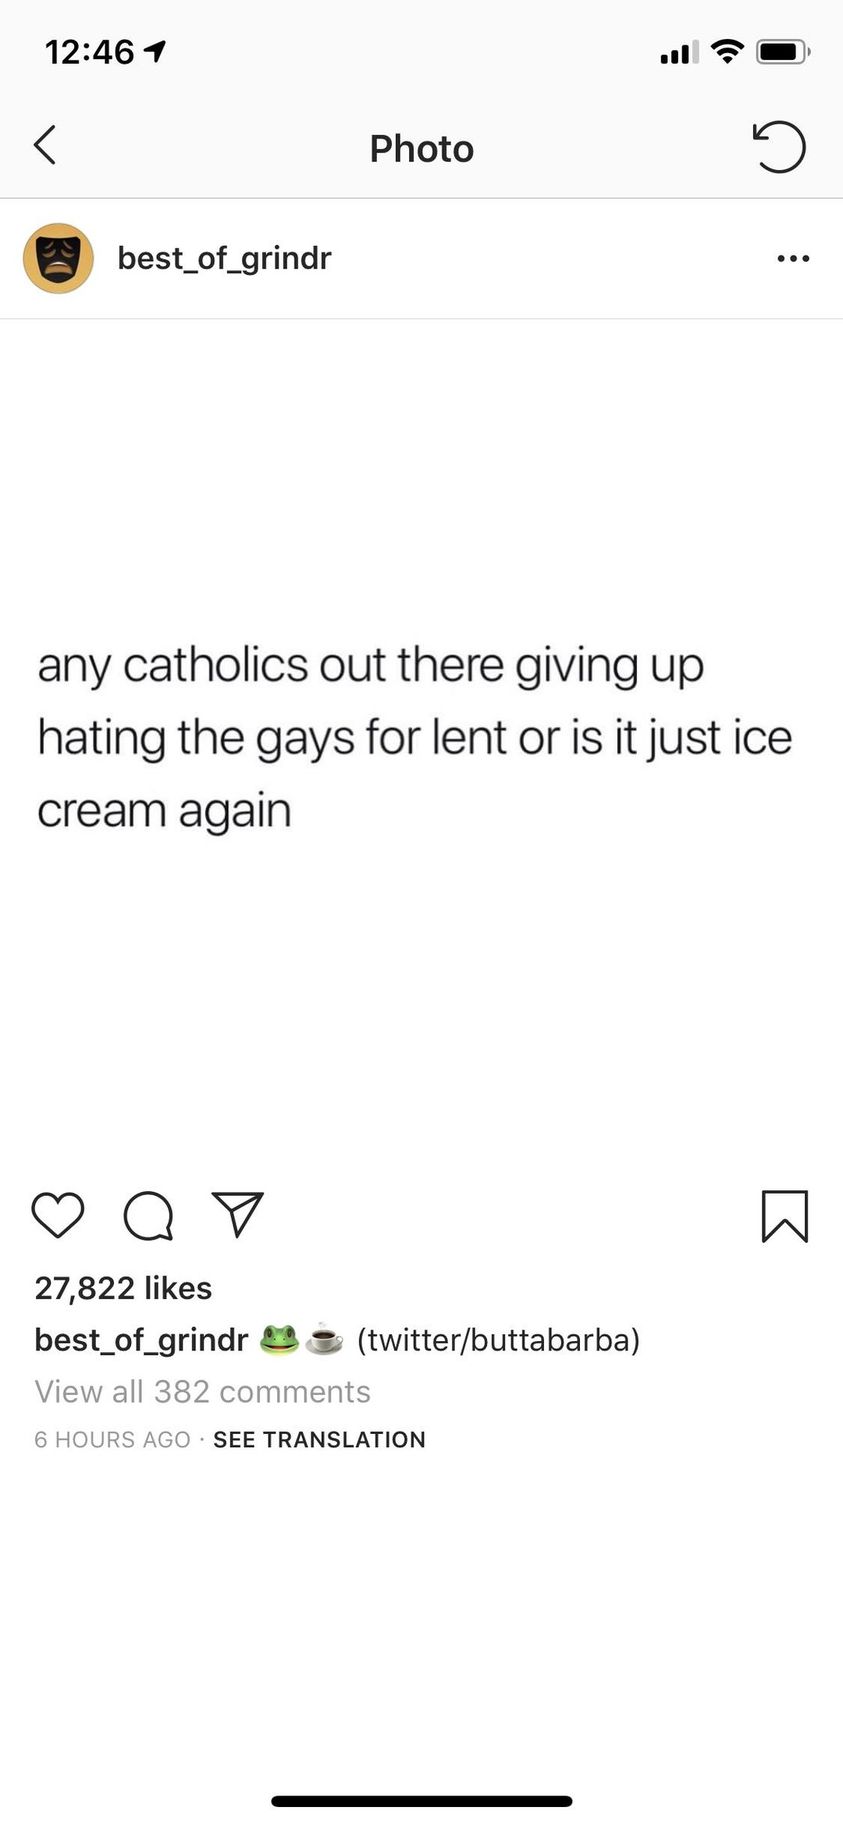 12:46
Photo
best_of_grindr
any catholics out there giving up
hating the gays for lent or is it just ice
cream again
27,822 likes
best_of_grindr 🐸☕ (twitter/buttabarba)
View all 382 comments
6 HOURS AGO · SEE TRANSLATION